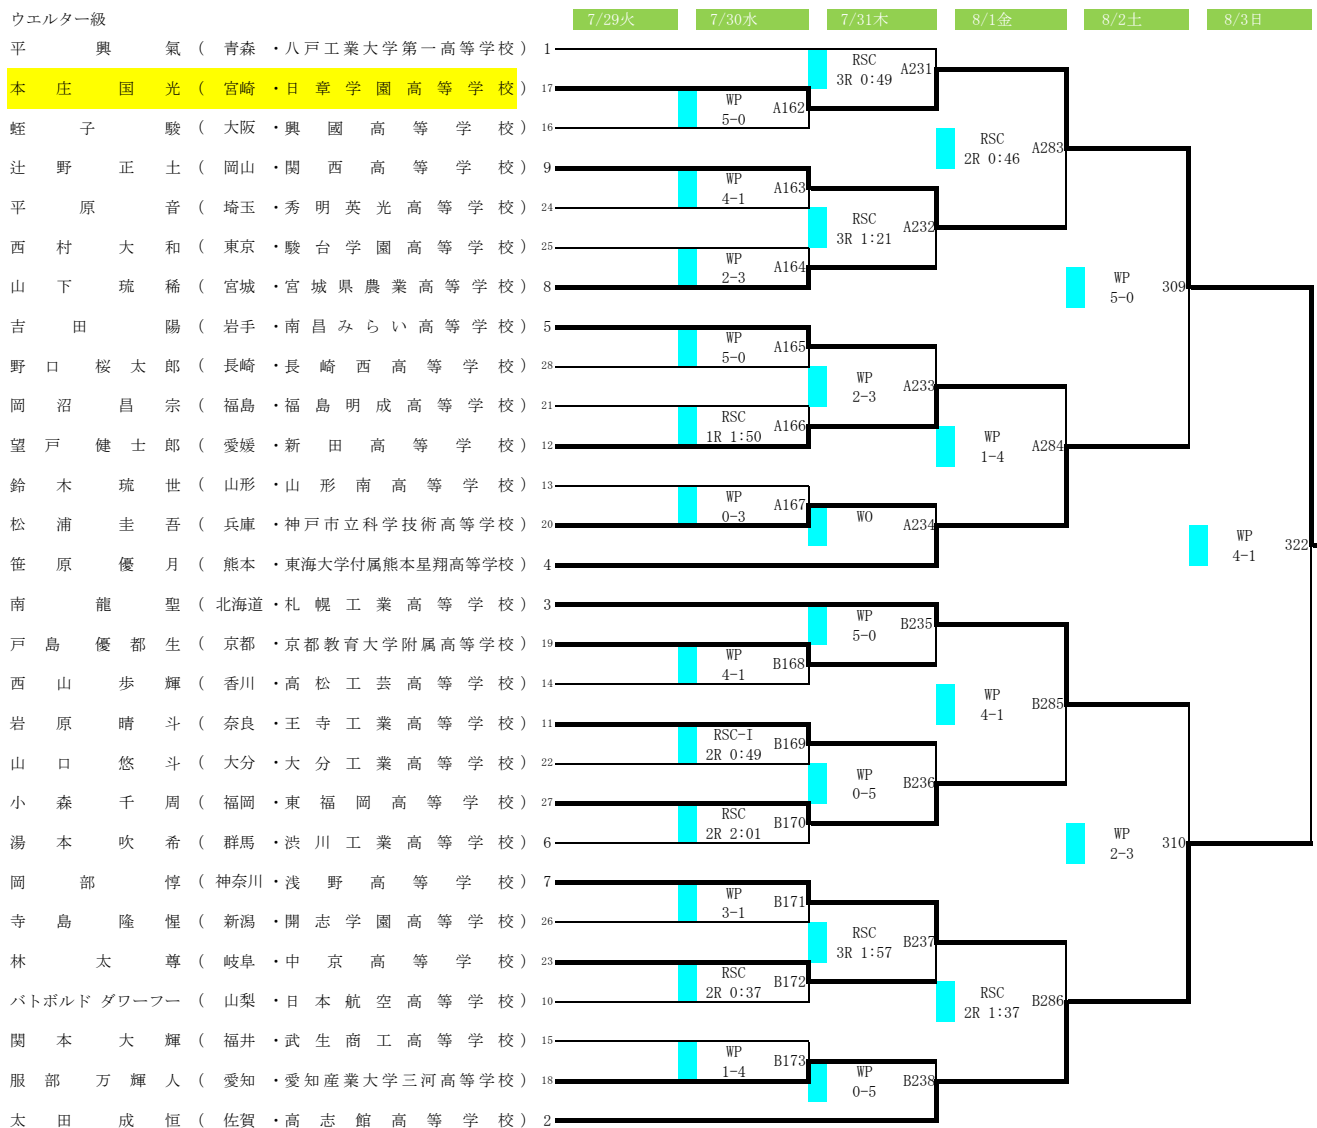 ウエルター級 7/29火 7/30水 7/31木 8/1金 8/2土 8/3日
平 興 氣 ( 青森 ・八戸工業大学第一高等学校 ) 1
RSC
3R 0:49 A231
本 庄 国 光 ( 宮崎 ・日章学園高等学校 ) 17
WP
5-0 A162
蛭 子 駿 ( 大阪 ・興國高等学校 ) 16
RSC
2R 0:46 A283
辻 野 正 土 ( 岡山 ・関西高等学校 ) 9
WP
4-1 A163
平 原 音 ( 埼玉 ・秀明英光高等学校 ) 24
RSC
3R 1:21 A232
西 村 大 和 ( 東京 ・駿台学園高等学校 ) 25
WP
2-3 A164
山 下 琉 稀 ( 宮城 ・宮城県農業高等学校 ) 8
WP
5-0 309
吉 田 陽 ( 岩手 ・南昌みらい高等学校 ) 5
WP
5-0 A165
野 口 桜 太 郎 ( 長崎 ・長崎西高等学校 ) 28
WP
2-3 A233
岡 沼 昌 宗 ( 福島 ・福島明成高等学校 ) 21
RSC
1R 1:50 A166
望 戸 健 士 郎 ( 愛媛 ・新田高等学校 ) 12
WP
1-4 A284
鈴 木 琉 世 ( 山形 ・山形南高等学校 ) 13
WP
0-3 A167
松 浦 圭 吾 ( 兵庫 ・神戸市立科学技術高等学校 ) 20
WO A234
笹 原 優 月 ( 熊本 ・東海大学付属熊本星翔高等学校 ) 4
WP
4-1 322
南 龍 聖 ( 北海道 ・札幌工業高等学校 ) 3
WP
5-0 B235
戸 島 優 都 生 ( 京都 ・京都教育大学附属高等学校 ) 19
WP
4-1 B168
西 山 歩 輝 ( 香川 ・高松工芸高等学校 ) 14
WP
4-1 B285
岩 原 晴 斗 ( 奈良 ・王寺工業高等学校 ) 11
RSC-I
2R 0:49 B169
山 口 悠 斗 ( 大分 ・大分工業高等学校 ) 22
WP
0-5 B236
小 森 千 周 ( 福岡 ・東福岡高等学校 ) 27
RSC
2R 2:01 B170
湯 本 吹 希 ( 群馬 ・渋川工業高等学校 ) 6
WP
2-3 310
岡 部 惇 ( 神奈川 ・浅野高等学校 ) 7
WP
3-1 B171
寺 島 隆 惺 ( 新潟 ・開志学園高等学校 ) 26
RSC
3R 1:57 B237
林 太 尊 ( 岐阜 ・中京高等学校 ) 23
RSC
2R 0:37 B172
バトボルド ダワーフー ( 山梨 ・日本航空高等学校 ) 10
RSC
2R 1:37 B286
関 本 大 輝 ( 福井 ・武生商工高等学校 ) 15
WP
1-4 B173
服 部 万 輝 人 ( 愛知 ・愛知産業大学三河高等学校 ) 18
WP
0-5 B238
太 田 成 恒 ( 佐賀 ・高志館高等学校 ) 2